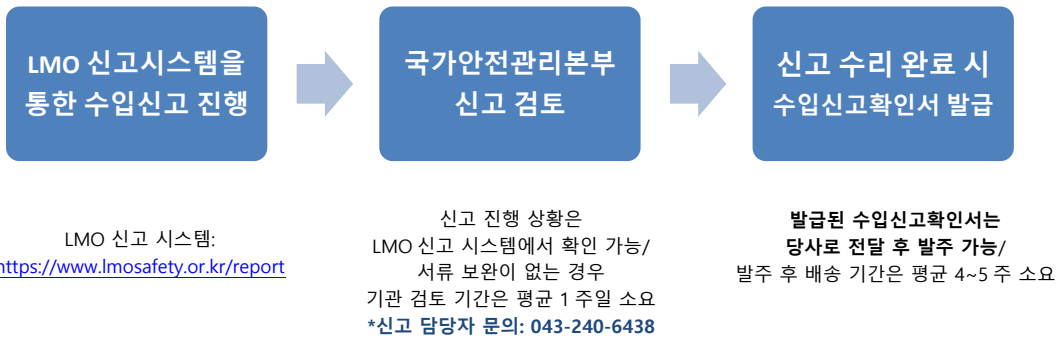 LMO 신고시스템을
통한 수입신고 진행
국가안전관리본부
신고 검토
신고 수리 완료 시
수입신고확인서 발급
LMO 신고 시스템:
https://www.lmosafety.or.kr/report
신고 진행 상황은
LMO 신고 시스템에서 확인 가능/
서류 보완이 없는 경우
기관 검토 기간은 평균 1 주일 소요
*신고 담당자 문의: 043-240-6438
발급된 수입신고확인서는
당사로 전달 후 발주 가능/
발주 후 배송 기간은 평균 4~5 주 소요